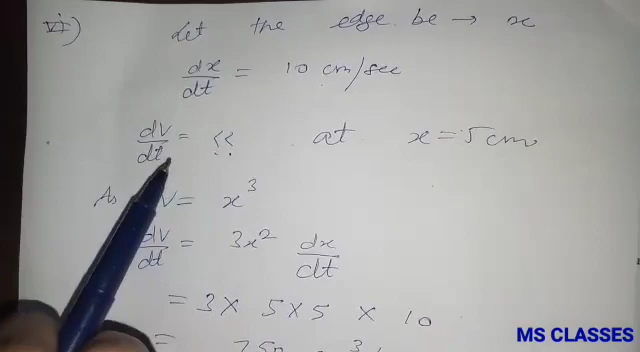 vi) Let the edge be → x
dx/dt = 10 cm/sec
dv/dt = ?? at x = 5 cm
As V = x³
dv/dt = 3x² dx/dt
= 3 × 5 × 5 × 10
= 750
MS CLASSES